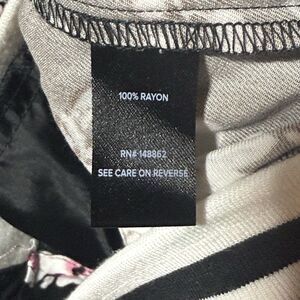 100% RAYON
RN# 148862
SEE CARE ON REVERSE